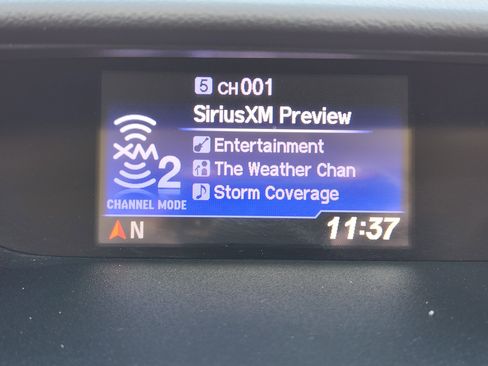 5 CH001
SiriusXM Preview
Entertainment
The Weather Chan
Storm Coverage
XM 2
CHANNEL MODE
N
11:37